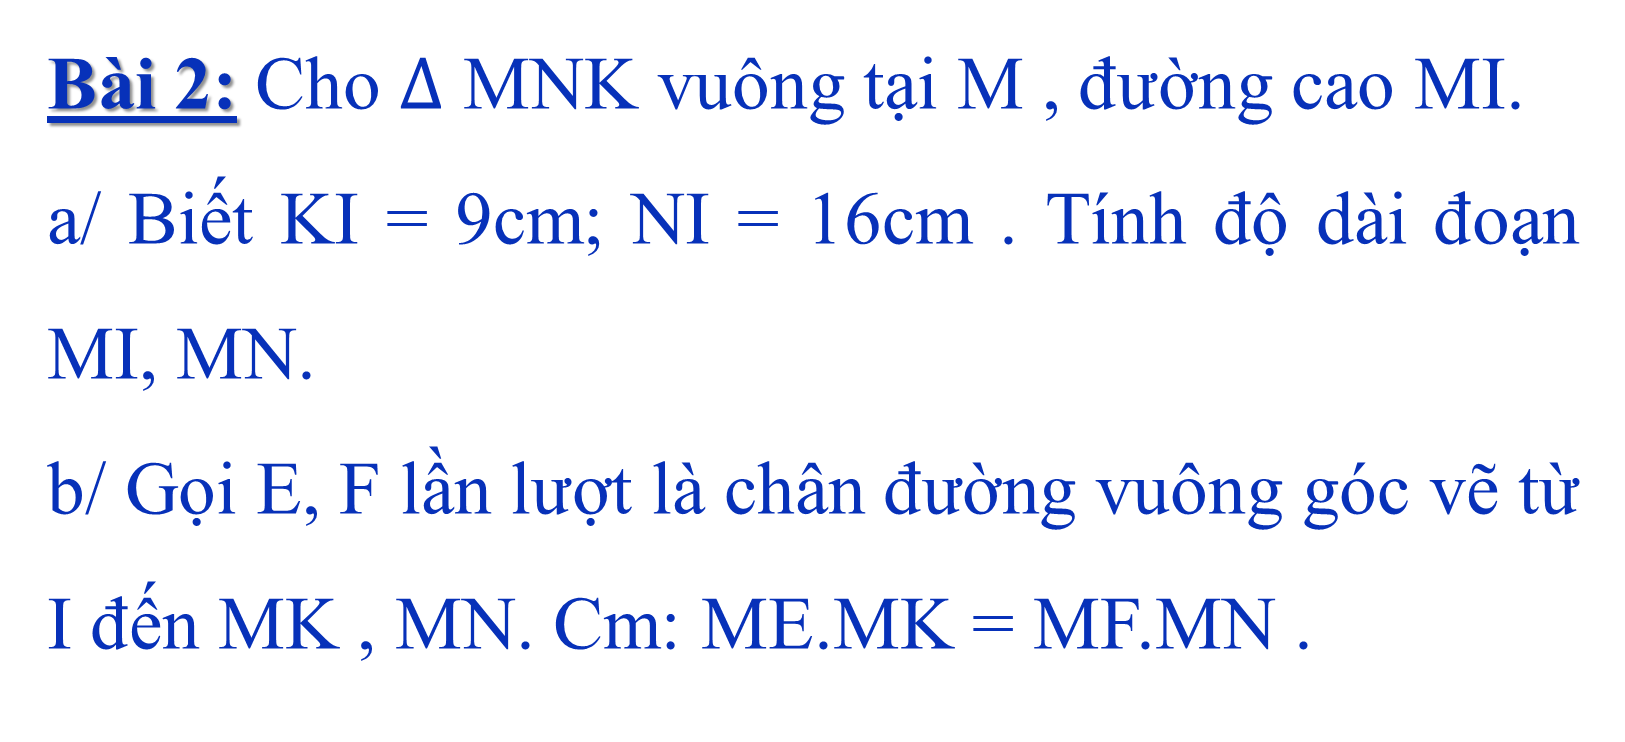 Bài 2: Cho Δ MNK vuông tại M , đường cao MI.
a/ Biết KI = 9cm; NI = 16cm . Tính độ dài đoạn
MI, MN.
b/ Gọi E, F lần lượt là chân đường vuông góc vẽ từ
I đến MK , MN. Cm: ME.MK = MF.MN .